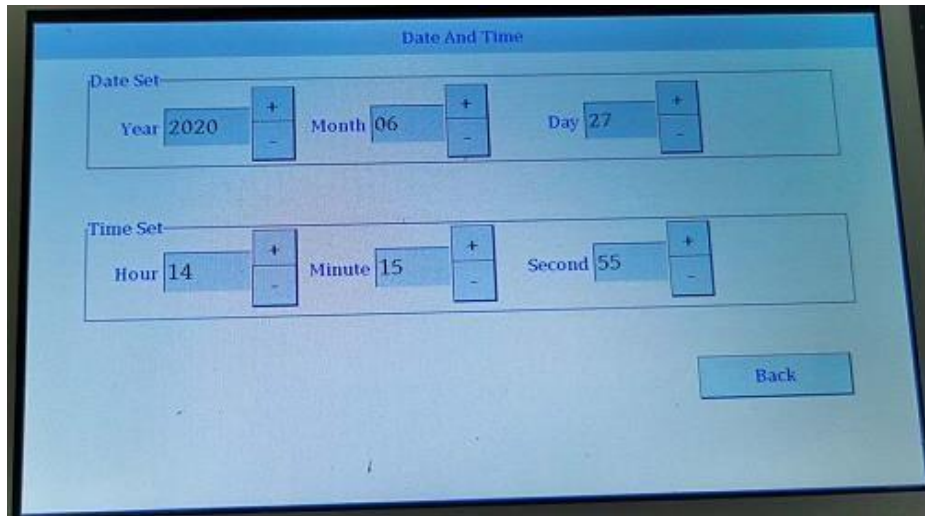 Date And Time
Date Set
Year 2020 + - Month 06 + - Day 27 + -
Time Set
Hour 14 + - Minute 15 + - Second 55 + -
Back